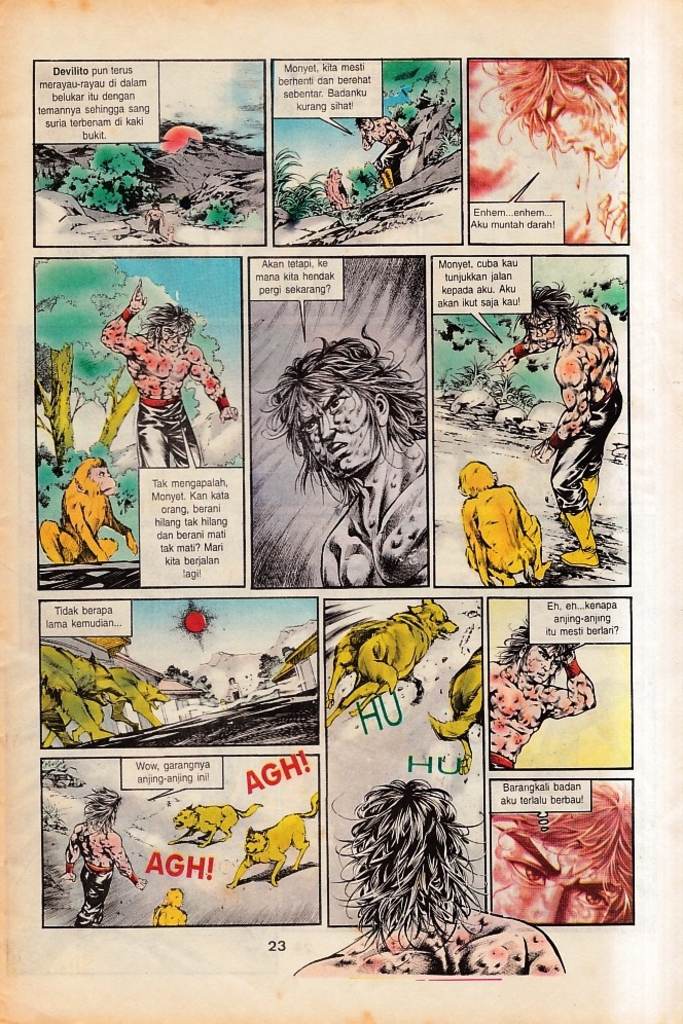 Devilito pun terus
merayau-rayau di dalam
belukar itu dengan
temannya sehingga sang
suria terbenam di kaki
bukit.
Monyet, kita mesti
berhenti dan berehat
sebentar. Badanku
kurang sihat!
Enhem...enhem...
Aku muntah darah!
Tak mengapalah,
Monyet. Kan kata
orang, berani
hilang tak hilang
dan berani mati
tak mati? Mari
kita berjalan
lagi!
Akan tetapi, ke
mana kita hendak
pergi sekarang?
Monyet, cuba kau
tunjukkan jalan
kepada aku. Aku
akan ikut saja kau!
Tidak berapa
lama kemudian...
Wow, garangnya
anjing-anjing ini!
AGH!
AGH!
HU
HU
Eh, eh...kenapa
anjing-anjing
itu mesti berlari?
Barangkali badan
aku terlalu berbau!
23